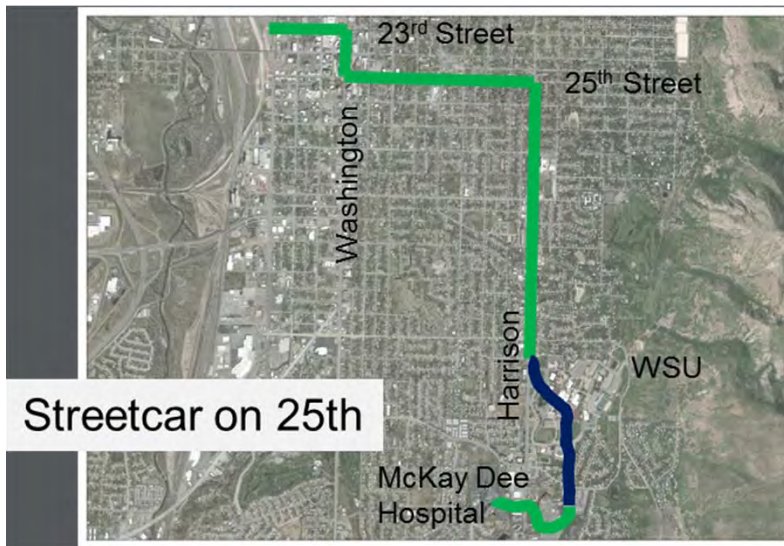 23rd Street
25th Street
Washington
Harrison
WSU
Streetcar on 25th
McKay Dee
Hospital